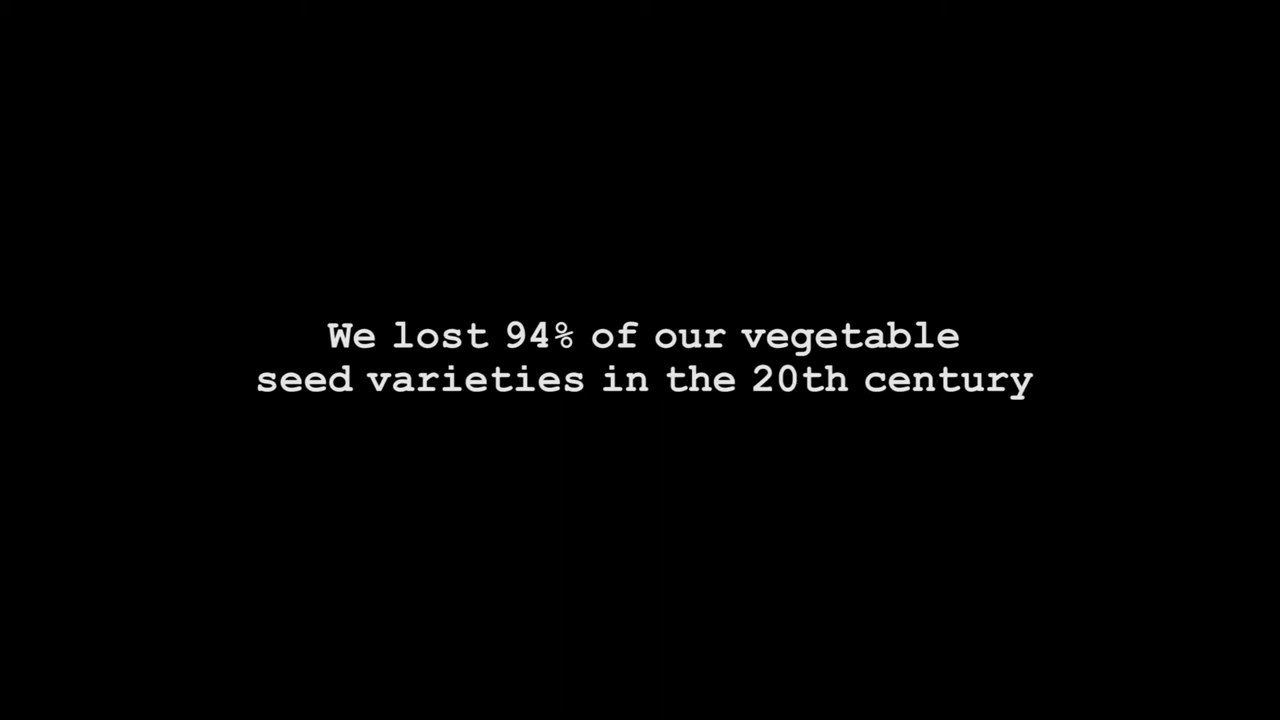 We lost 94% of our vegetable
seed varieties in the 20th century